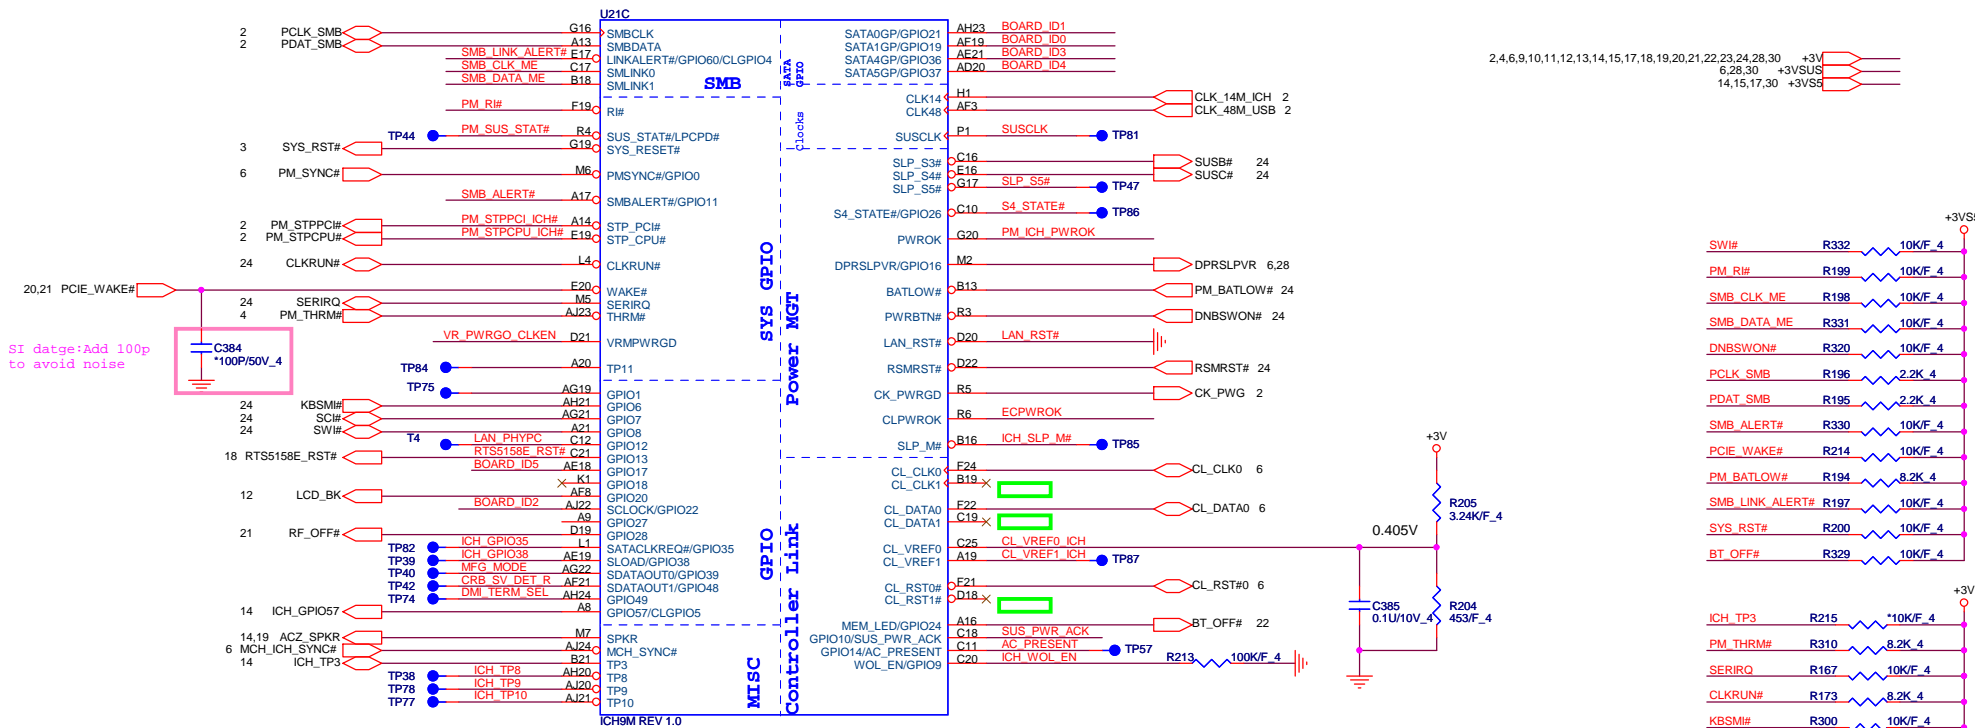 U21C
2 PCLK_SMB G16 SMBCLK
2 PDAT_SMB A13 SMBDATA
SMB_LINK_ALERT# E17 LINKALERT#/GPIO60/CLGPIO4
SMB_CLK_ME C17 SMLINK0
SMB_DATA_ME B18 SMLINK1
SMB
PM_RI# F19 RI#
TP44 PM_SUS_STAT# R4 SUS_STAT#/LPCPD#
3 SYS_RST# G19 SYS_RESET#
6 PM_SYNC# M6 PMSYNC#/GPIO0
SMB_ALERT# A17 SMBALERT#/GPIO11
2 PM_STPPCI# PM_STPPCI_ICH# A14 STP_PCI#
2 PM_STPCPU# PM_STPCPU_ICH# E19 STP_CPU#
24 CLKRUN# L4 CLKRUN#
20,21 PCIE_WAKE# E20 WAKE#
24 SERIRQ M5 SERIRQ
4 PM_THRM# AJ23 THRM#
VR_PWRGO_CLKEN D21 VRMPWRGD
SI datge:Add 100p
to avoid noise
C384
*100P/50V_4
TP84 A20 TP11
TP75 AG19 GPIO1
24 KBSMI# AH21 GPIO6
24 SCI# AG21 GPIO7
24 SWI# A21 GPIO8
T4 LAN_PHYPC C12 GPIO12
18 RTS5158E_RST# RTS5158E_RST# C21 GPIO13
BOARD_ID5 AE18 GPIO17
K1 GPIO18
12 LCD_BK AF8 GPIO20
BOARD_ID2 AJ22 SCLOCK/GPIO22
A9 GPIO27
21 RF_OFF# D19 GPIO28
TP82 ICH_GPIO35 L1 SATACLKREQ#/GPIO35
TP39 ICH_GPIO38 AE19 SLOAD/GPIO38
TP40 MFG_MODE AG22 SDATAOUT0/GPIO39
TP42 CRB_SV_DET_R AF21 SDATAOUT1/GPIO48
TP74 DMI_TERM_SEL AH24 GPIO49
14 ICH_GPIO57 A8 GPIO57/CLGPIO5
14,19 ACZ_SPKR M7 SPKR
6 MCH_ICH_SYNC# AJ24 MCH_SYNC#
14 ICH_TP3 B21 TP3
TP38 ICH_TP8 AH20 TP8
TP78 ICH_TP9 AJ20 TP9
TP77 ICH_TP10 AJ21 TP10
ICH9M REV 1.0
SYS GPIO
GPIO
MISC
SATA
GPIO
Clocks
Power MGT
Controller Link
SATA0GP/GPIO21 AH23 BOARD_ID1
SATA1GP/GPIO19 AF19 BOARD_ID0
SATA4GP/GPIO36 AE21 BOARD_ID3
SATA5GP/GPIO37 AD20 BOARD_ID4
CLK14 H1 CLK_14M_ICH 2
CLK48 AF3 CLK_48M_USB 2
SUSCLK P1 SUSCLK TP81
SLP_S3# C16 SUSB# 24
SLP_S4# E16 SUSC# 24
SLP_S5# G17 SLP_S5# TP47
S4_STATE#/GPIO26 C10 S4_STATE# TP86
PWROK G20 PM_ICH_PWROK
DPRSLPVR/GPIO16 M2 DPRSLPVR 6,28
BATLOW# B13 PM_BATLOW# 24
PWRBTN# R3 DNBSWON# 24
LAN_RST# D20 LAN_RST#
RSMRST# D22 RSMRST# 24
CK_PWRGD R5 CK_PWG 2
CLPWROK R6 ECPWROK
SLP_M# B16 ICH_SLP_M# TP85
CL_CLK0 F24 CL_CLK0 6
CL_CLK1 B19
CL_DATA0 F22 CL_DATA0 6
CL_DATA1 C19
CL_VREF0 C25 CL_VREF0_ICH
CL_VREF1 A19 CL_VREF1_ICH TP87
CL_RST0# F21 CL_RST#0 6
CL_RST1# D18
MEM_LED/GPIO24 A16 BT_OFF# 22
GPIO10/SUS_PWR_ACK C18 SUS_PWR_ACK
GPIO14/AC_PRESENT C11 AC_PRESENT TP57
WOL_EN/GPIO9 C20 ICH_WOL_EN R213 100K/F_4
+3V
R205
3.24K/F_4
0.405V
C385
0.1U/10V_4
R204
453/F_4
2,4,6,9,10,11,12,13,14,15,17,18,19,20,21,22,23,24,28,30 +3V
6,28,30 +3VSUS
14,15,17,30 +3VS5
+3VS5
SWI# R332 10K/F_4
PM_RI# R199 10K/F_4
SMB_CLK_ME R198 10K/F_4
SMB_DATA_ME R331 10K/F_4
DNBSWON# R320 10K/F_4
PCLK_SMB R196 2.2K_4
PDAT_SMB R195 2.2K_4
SMB_ALERT# R330 10K/F_4
PCIE_WAKE# R214 10K/F_4
PM_BATLOW# R194 8.2K_4
SMB_LINK_ALERT# R197 10K/F_4
SYS_RST# R200 10K/F_4
BT_OFF# R329 10K/F_4
+3V
ICH_TP3 R215 *10K/F_4
PM_THRM# R310 8.2K_4
SERIRQ R167 10K/F_4
CLKRUN# R173 8.2K_4
KBSMI# R300 10K/F_4